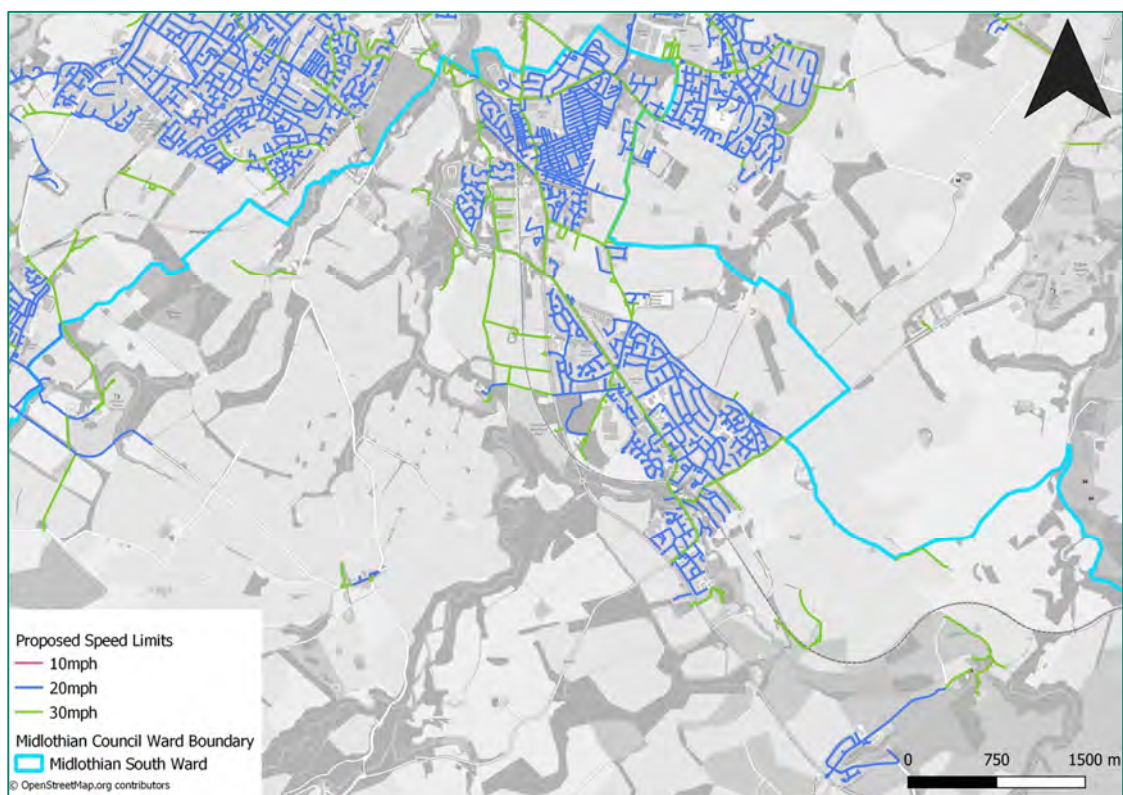 Proposed Speed Limits
10mph
20mph
30mph
Midlothian Council Ward Boundary
Midlothian South Ward
© OpenStreetMap.org contributors
0 750 1500 m